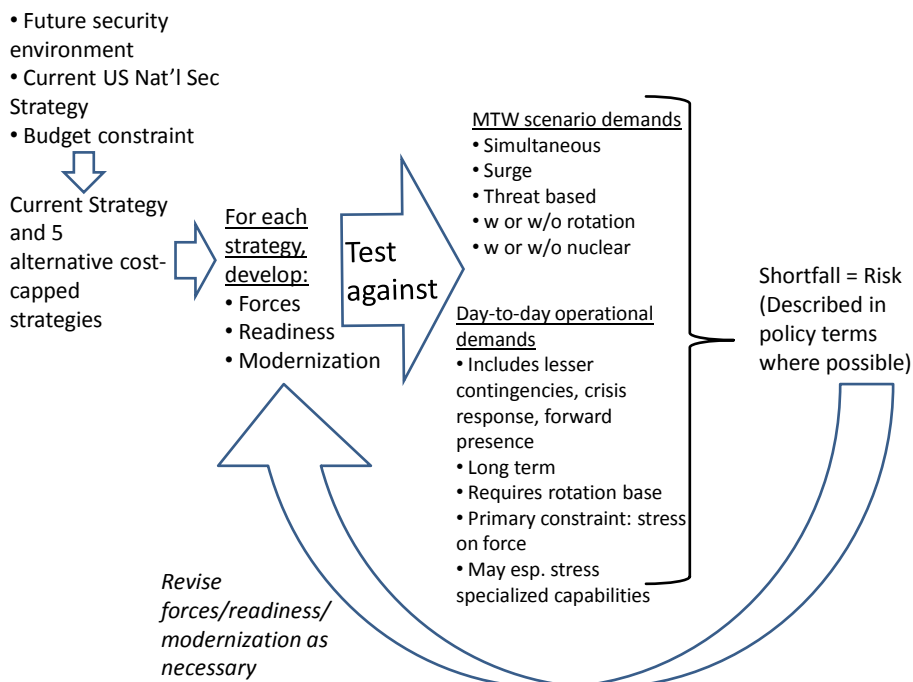 • Future security
environment
• Current US Nat’l Sec
Strategy
• Budget constraint
Current Strategy
and 5
alternative cost-
capped
strategies
For each
strategy,
develop:
• Forces
• Readiness
• Modernization
Test
against
MTW scenario demands
• Simultaneous
• Surge
• Threat based
• w or w/o rotation
• w or w/o nuclear
Day-to-day operational
demands
• Includes lesser
contingencies, crisis
response, forward
presence
• Long term
• Requires rotation base
• Primary constraint: stress
on force
• May esp. stress
specialized capabilities
Shortfall = Risk
(Described in
policy terms
where possible)
Revise
forces/readiness/
modernization as
necessary